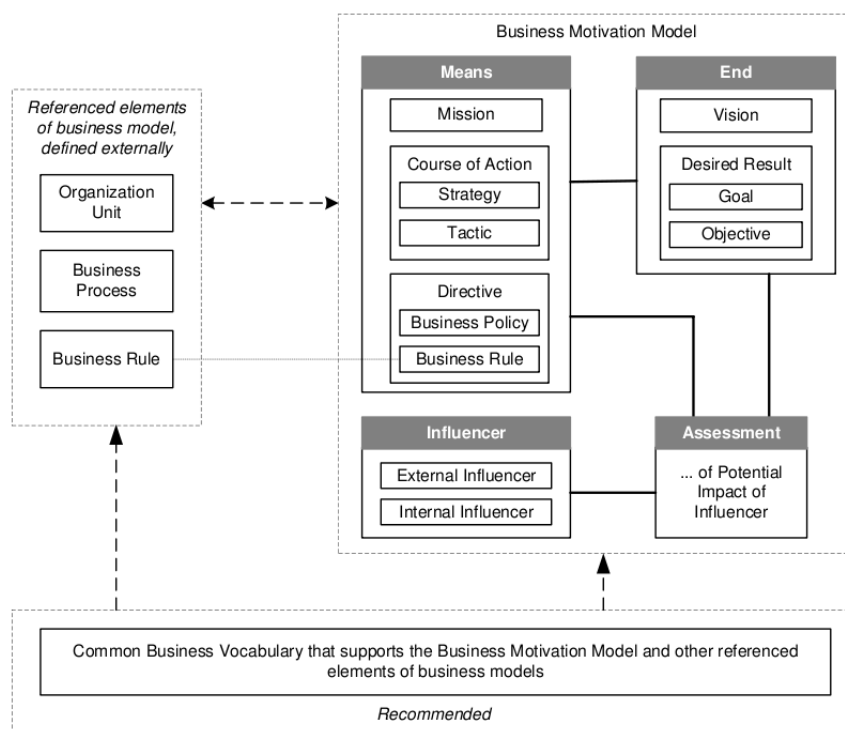 Business Motivation Model
Referenced elements
of business model,
defined externally
Organization
Unit
Business
Process
Business Rule
Means
Mission
Course of Action
Strategy
Tactic
Directive
Business Policy
Business Rule
End
Vision
Desired Result
Goal
Objective
Influencer
External Influencer
Internal Influencer
Assessment
... of Potential
Impact of
Influencer
Common Business Vocabulary that supports the Business Motivation Model and other referenced
elements of business models
Recommended